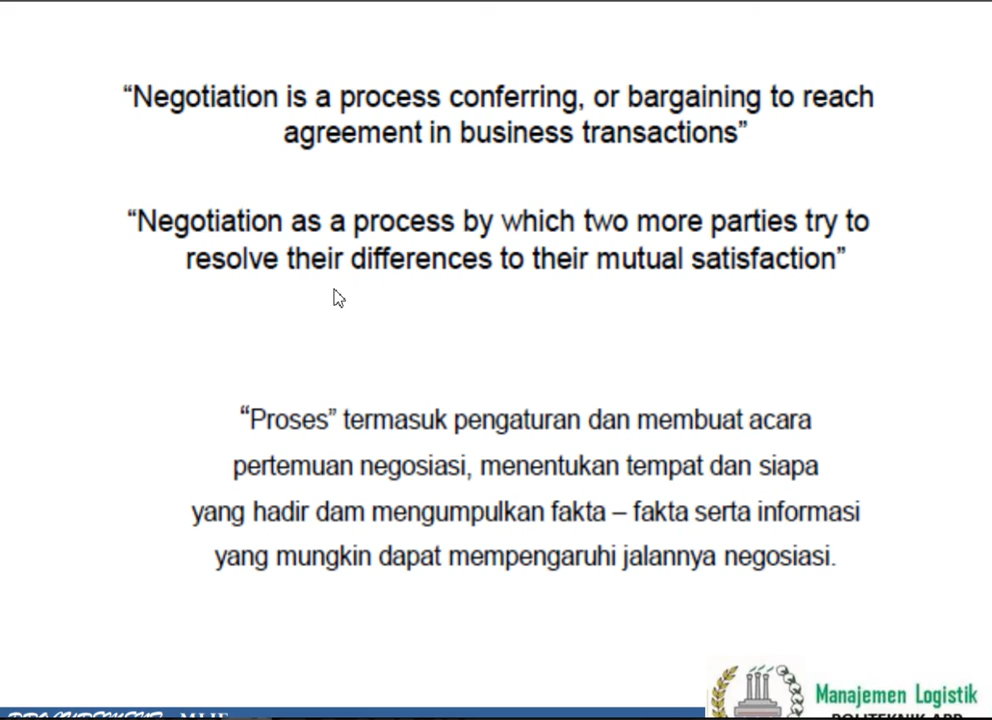 “Negotiation is a process conferring, or bargaining to reach
agreement in business transactions”
“Negotiation as a process by which two more parties try to
resolve their differences to their mutual satisfaction”
“Proses” termasuk pengaturan dan membuat acara
pertemuan negosiasi, menentukan tempat dan siapa
yang hadir dam mengumpulkan fakta – fakta serta informasi
yang mungkin dapat mempengaruhi jalannya negosiasi.
Manajemen Logistik
POLITEKNIK APP